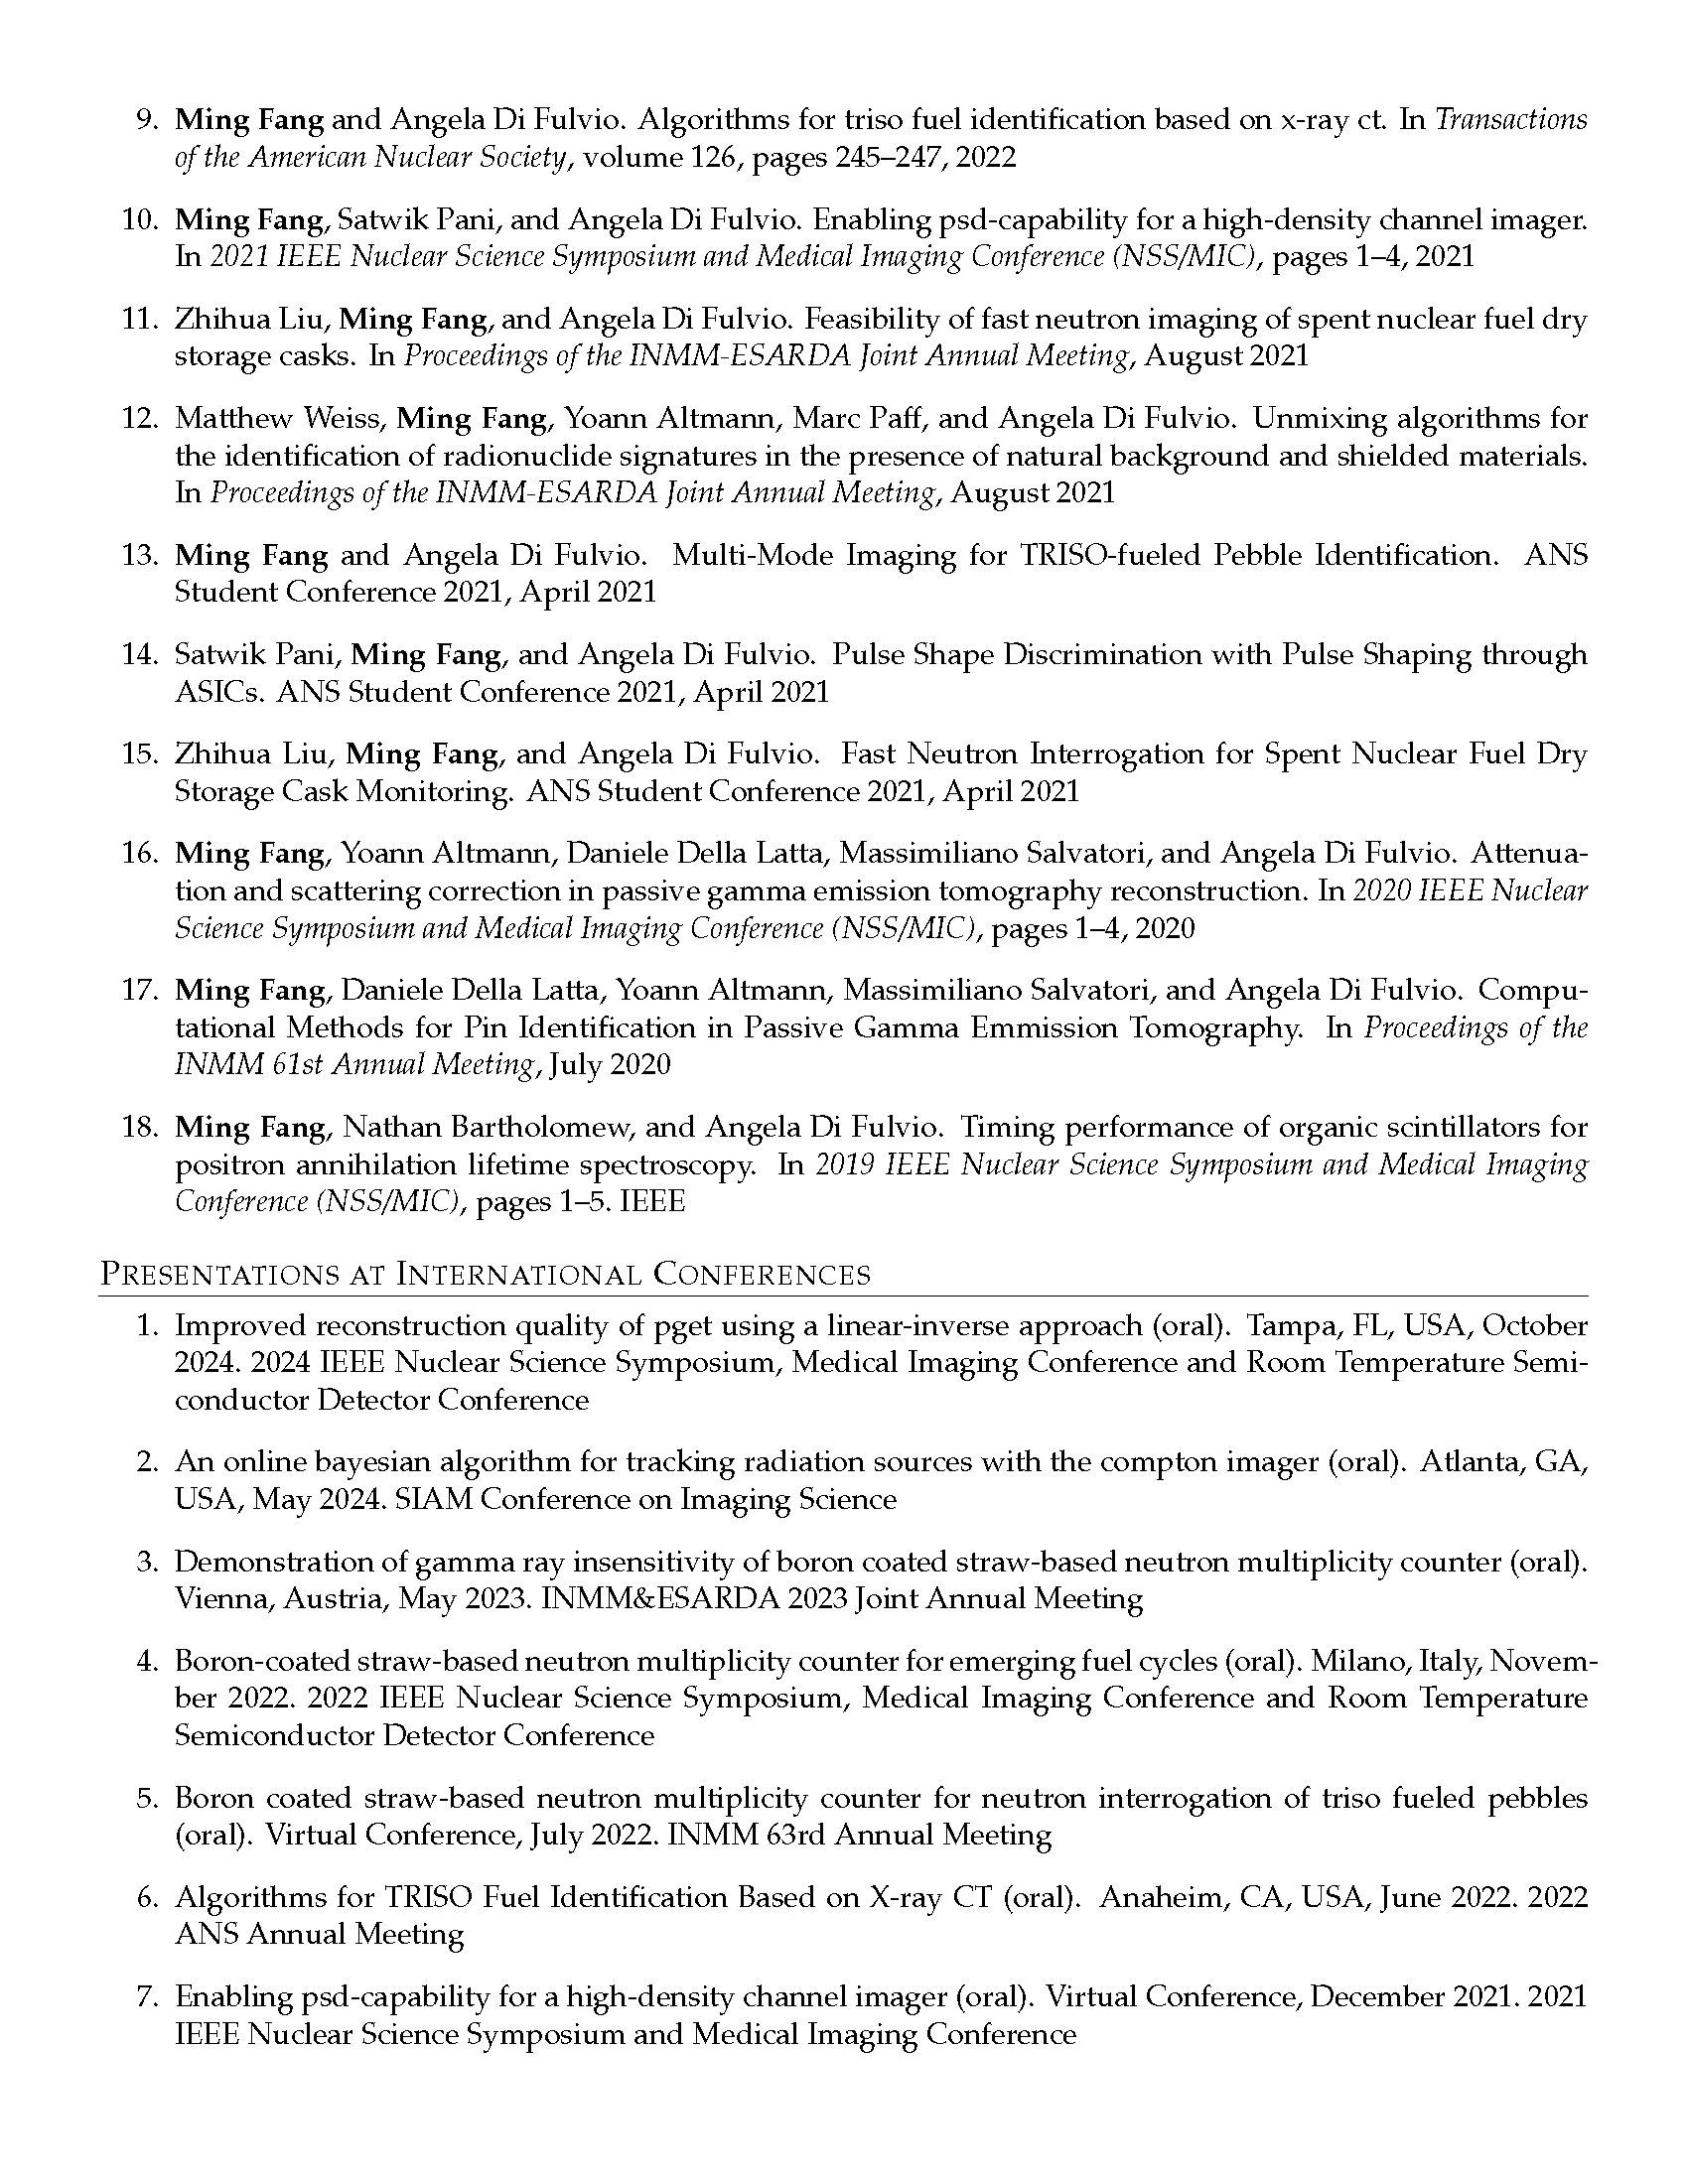 9. Ming Fang and Angela Di Fulvio. Algorithms for triso fuel identification based on x-ray ct. In Transactions
of the American Nuclear Society, volume 126, pages 245–247, 2022
10. Ming Fang, Satwik Pani, and Angela Di Fulvio. Enabling psd-capability for a high-density channel imager.
In 2021 IEEE Nuclear Science Symposium and Medical Imaging Conference (NSS/MIC), pages 1–4, 2021
11. Zhihua Liu, Ming Fang, and Angela Di Fulvio. Feasibility of fast neutron imaging of spent nuclear fuel dry
storage casks. In Proceedings of the INMM-ESARDA Joint Annual Meeting, August 2021
12. Matthew Weiss, Ming Fang, Yoann Altmann, Marc Paff, and Angela Di Fulvio. Unmixing algorithms for
the identification of radionuclide signatures in the presence of natural background and shielded materials.
In Proceedings of the INMM-ESARDA Joint Annual Meeting, August 2021
13. Ming Fang and Angela Di Fulvio. Multi-Mode Imaging for TRISO-fueled Pebble Identification. ANS
Student Conference 2021, April 2021
14. Satwik Pani, Ming Fang, and Angela Di Fulvio. Pulse Shape Discrimination with Pulse Shaping through
ASICs. ANS Student Conference 2021, April 2021
15. Zhihua Liu, Ming Fang, and Angela Di Fulvio. Fast Neutron Interrogation for Spent Nuclear Fuel Dry
Storage Cask Monitoring. ANS Student Conference 2021, April 2021
16. Ming Fang, Yoann Altmann, Daniele Della Latta, Massimiliano Salvatori, and Angela Di Fulvio. Attenua-
tion and scattering correction in passive gamma emission tomography reconstruction. In 2020 IEEE Nuclear
Science Symposium and Medical Imaging Conference (NSS/MIC), pages 1–4, 2020
17. Ming Fang, Daniele Della Latta, Yoann Altmann, Massimiliano Salvatori, and Angela Di Fulvio. Compu-
tational Methods for Pin Identification in Passive Gamma Emmission Tomography. In Proceedings of the
INMM 61st Annual Meeting, July 2020
18. Ming Fang, Nathan Bartholomew, and Angela Di Fulvio. Timing performance of organic scintillators for
positron annihilation lifetime spectroscopy. In 2019 IEEE Nuclear Science Symposium and Medical Imaging
Conference (NSS/MIC), pages 1–5. IEEE
PRESENTATIONS AT INTERNATIONAL CONFERENCES
1. Improved reconstruction quality of pget using a linear-inverse approach (oral). Tampa, FL, USA, October
2024. 2024 IEEE Nuclear Science Symposium, Medical Imaging Conference and Room Temperature Semi-
conductor Detector Conference
2. An online bayesian algorithm for tracking radiation sources with the compton imager (oral). Atlanta, GA,
USA, May 2024. SIAM Conference on Imaging Science
3. Demonstration of gamma ray insensitivity of boron coated straw-based neutron multiplicity counter (oral).
Vienna, Austria, May 2023. INMM&ESARDA 2023 Joint Annual Meeting
4. Boron-coated straw-based neutron multiplicity counter for emerging fuel cycles (oral). Milano, Italy, Novem-
ber 2022. 2022 IEEE Nuclear Science Symposium, Medical Imaging Conference and Room Temperature
Semiconductor Detector Conference
5. Boron coated straw-based neutron multiplicity counter for neutron interrogation of triso fueled pebbles
(oral). Virtual Conference, July 2022. INMM 63rd Annual Meeting
6. Algorithms for TRISO Fuel Identification Based on X-ray CT (oral). Anaheim, CA, USA, June 2022. 2022
ANS Annual Meeting
7. Enabling psd-capability for a high-density channel imager (oral). Virtual Conference, December 2021. 2021
IEEE Nuclear Science Symposium and Medical Imaging Conference